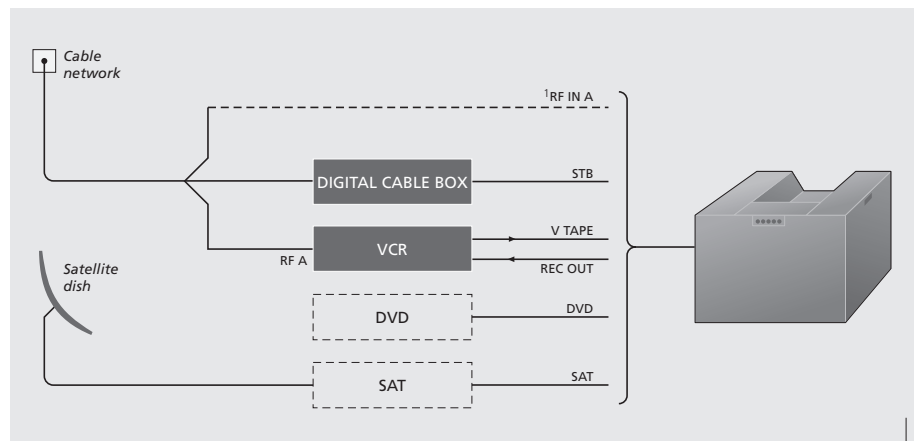 Cable
network
¹RF IN A
DIGITAL CABLE BOX
STB
VCR
V TAPE
RF A
REC OUT
Satellite
dish
DVD
DVD
SAT
SAT